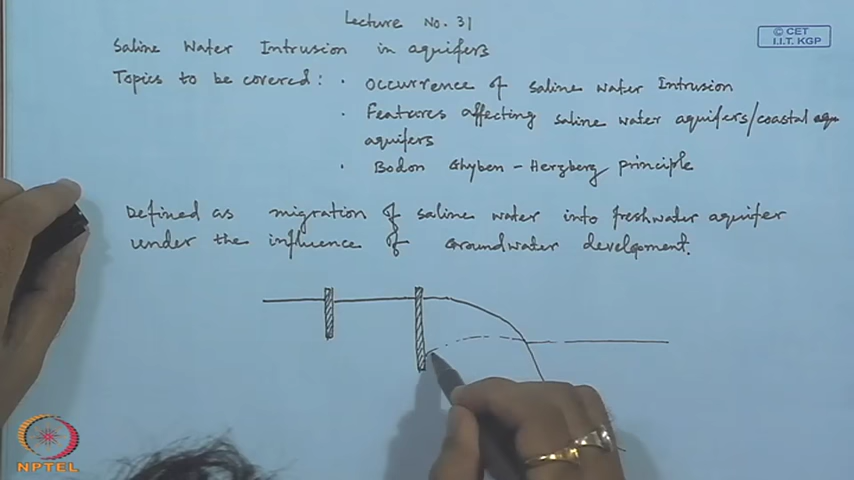 Lecture No. 31
© CET
I.I.T. KGP
Saline Water Intrusion in aquifers
Topics to be covered : · Occurrence of saline water Intrusion
· Features affecting saline water aquifers/coastal aqu
aquifers
· Bodon Ghyben - Herzberg principle
Defined as migration of saline water into freshwater aquifer
under the influence of groundwater development.
NPTEL